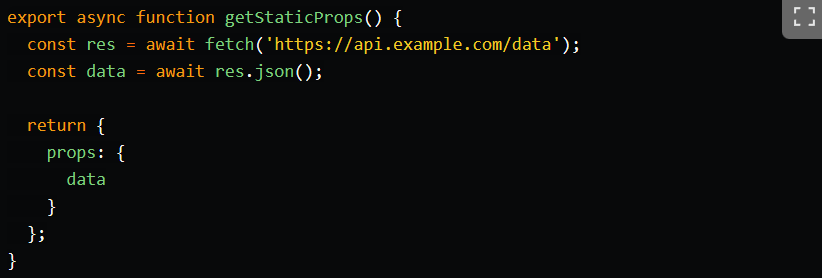 export async function getStaticProps() {
  const res = await fetch('https://api.example.com/data');
  const data = await res.json();

  return {
    props: {
      data
    }
  };
}